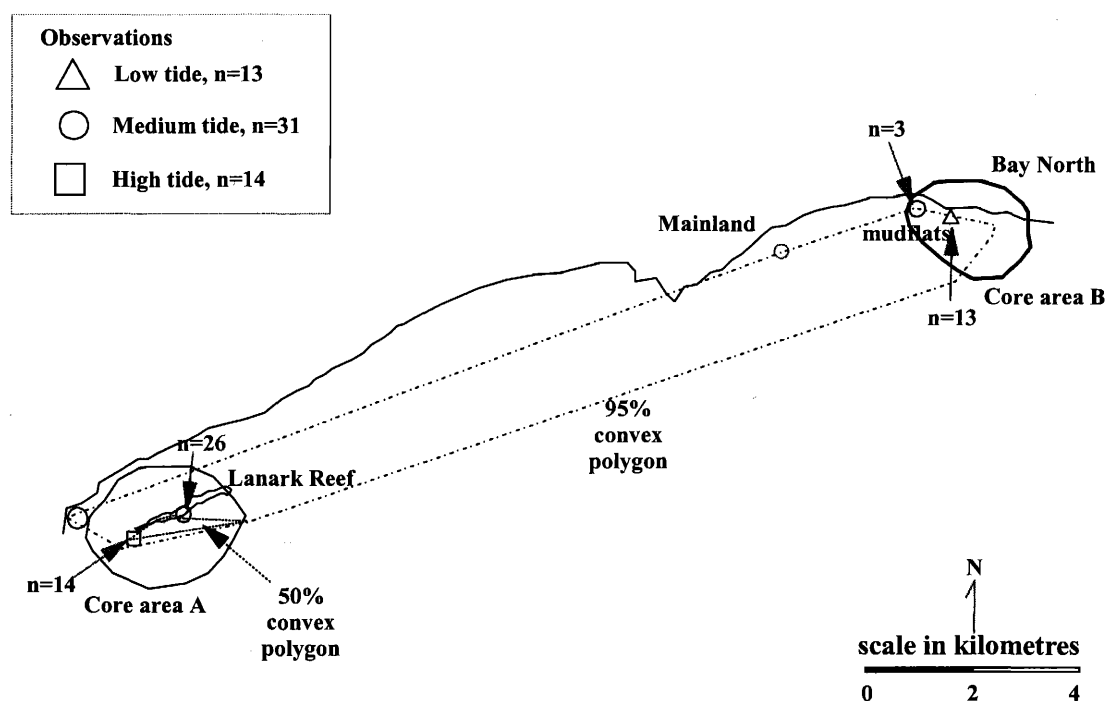 Observations
Low tide, n=13
Medium tide, n=31
High tide, n=14
n=3
Bay North
Mainland
mudflats
Core area B
n=13
95%
convex
polygon
n=26
Lanark Reef
n=14
Core area A
50%
convex
polygon
N
scale in kilometres
0 2 4